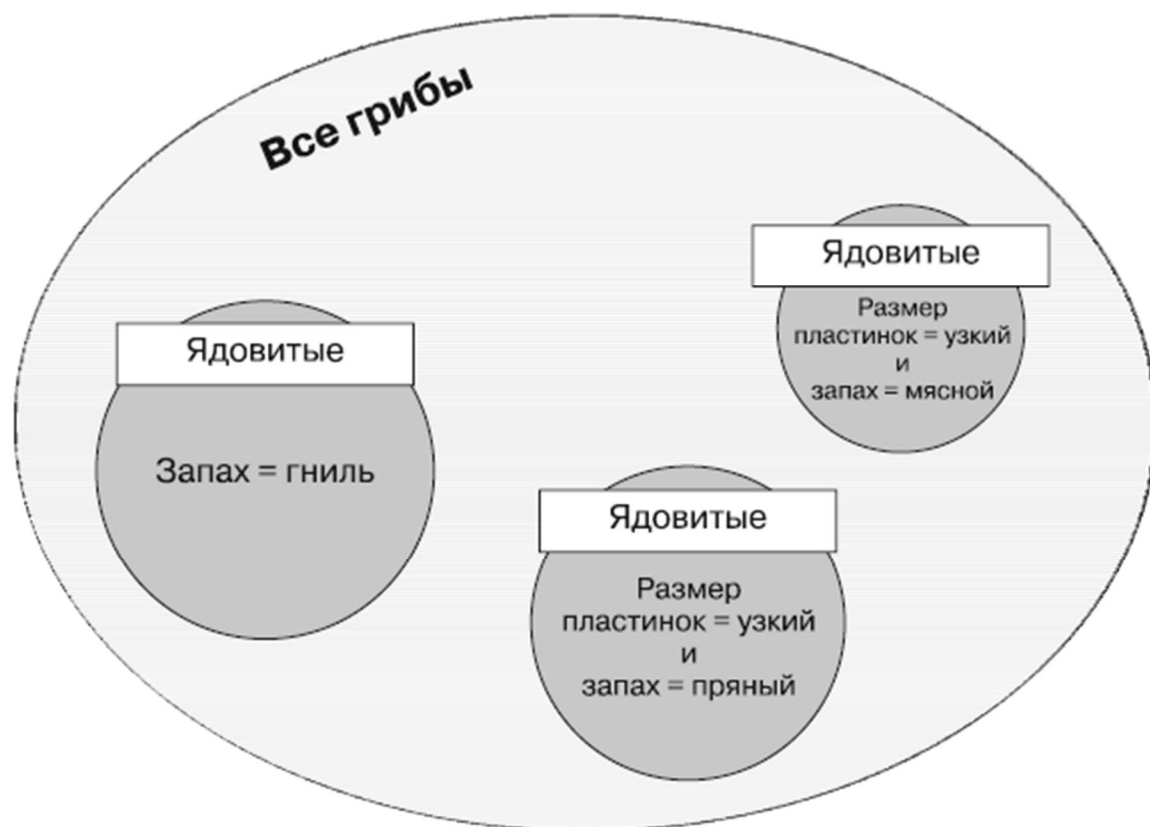 Все грибы
Ядовитые
Размер
пластинок = узкий
и
запах = мясной
Ядовитые
Запах = гниль
Ядовитые
Размер
пластинок = узкий
и
запах = пряный